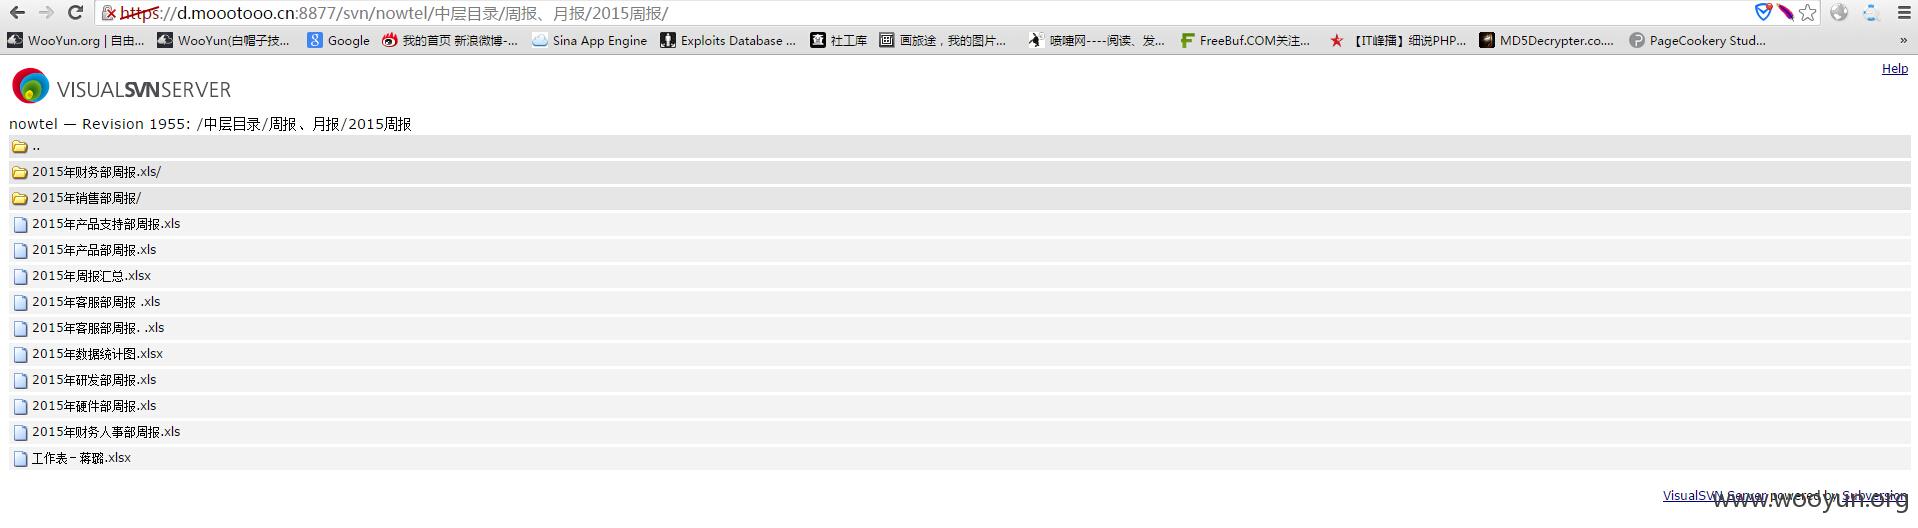 https://d.moootooo.cn:8877/svn/nowtel/中层目录/周报、月报/2015周报/
WooYun.org | 自由... WooYun(白帽子技... Google 我的首页 新浪微博-... Sina App Engine Exploits Database ... 社工库 画旅途，我的图片... 喷嚏网----阅读、发... FreeBuf.COM关注... 【IT峰播】细说PHP... MD5Decrypter.co.... PageCookery Stud... »
Help
VISUALSVNSERVER
nowtel — Revision 1955: /中层目录/周报、月报/2015周报
..
2015年财务部周报.xls/
2015年销售部周报/
2015年产品支持部周报.xls
2015年产品部周报.xls
2015年周报汇总.xlsx
2015年客服部周报 .xls
2015年客服部周报. .xls
2015年数据统计图.xlsx
2015年研发部周报.xls
2015年硬件部周报.xls
2015年财务人事部周报.xls
工作表－蒋璐.xlsx
VisualSVN Server powered by Subversion
www.wooyun.org